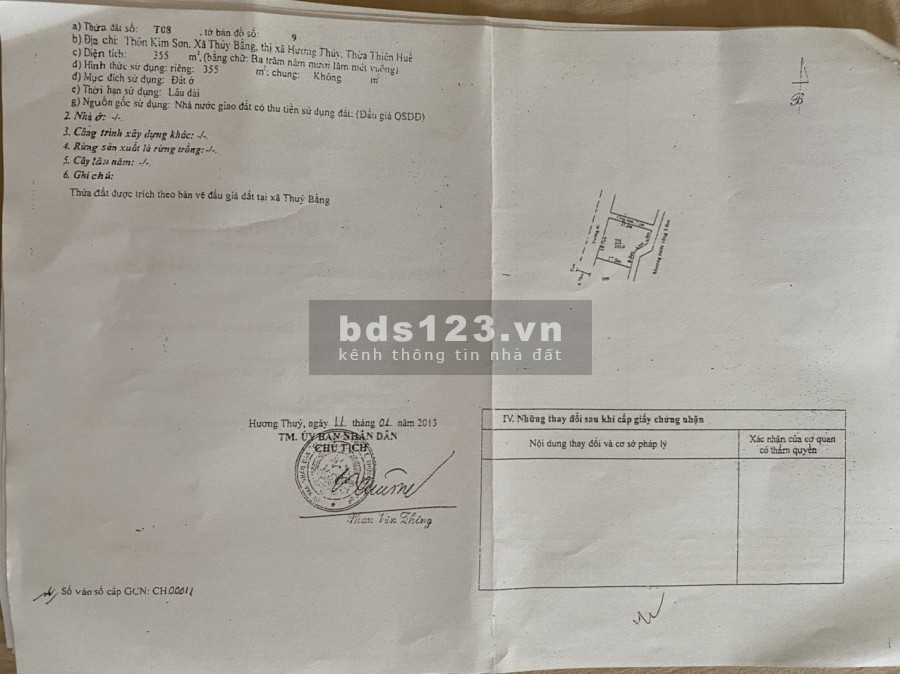 a) Thửa đất số: TC8 , tờ bản đồ số: 9
b) Địa chỉ: Thôn Kim Sơn, Xã Thủy Bằng, thị xã Hương Thủy, Thừa Thiên Huế
c) Diện tích: 355 m², (bằng chữ: Ba trăm năm mươi lăm mét vuông)
d) Hình thức sử dụng: riêng: 355 m²; chung: Không m²
đ) Mục đích sử dụng: Đất ở
e) Thời hạn sử dụng: Lâu dài
g) Nguồn gốc sử dụng: Nhà nước giao đất có thu tiền sử dụng đất: (Đấu giá QSDĐ)
2. Nhà ở: -/-.
3. Công trình xây dựng khác: -/-.
4. Rừng sản xuất là rừng trồng:-/-.
5. Cây lâu năm: -/-.
6. Ghi chú:
Thửa đất được trích theo bản vẽ đấu giá đất tại xã Thuỷ Bằng
B
bds123.vn
kênh thông tin nhà đất
Hương Thuỷ, ngày 11 tháng 01 năm 2013
TM. ỦY BAN NHÂN DÂN
CHỦ TỊCH
Số vào sổ cấp GCN: CH00011
IV. Những thay đổi sau khi cấp giấy chứng nhận
Nội dung thay đổi và cơ sở pháp lý
Xác nhận của cơ quan
có thẩm quyền